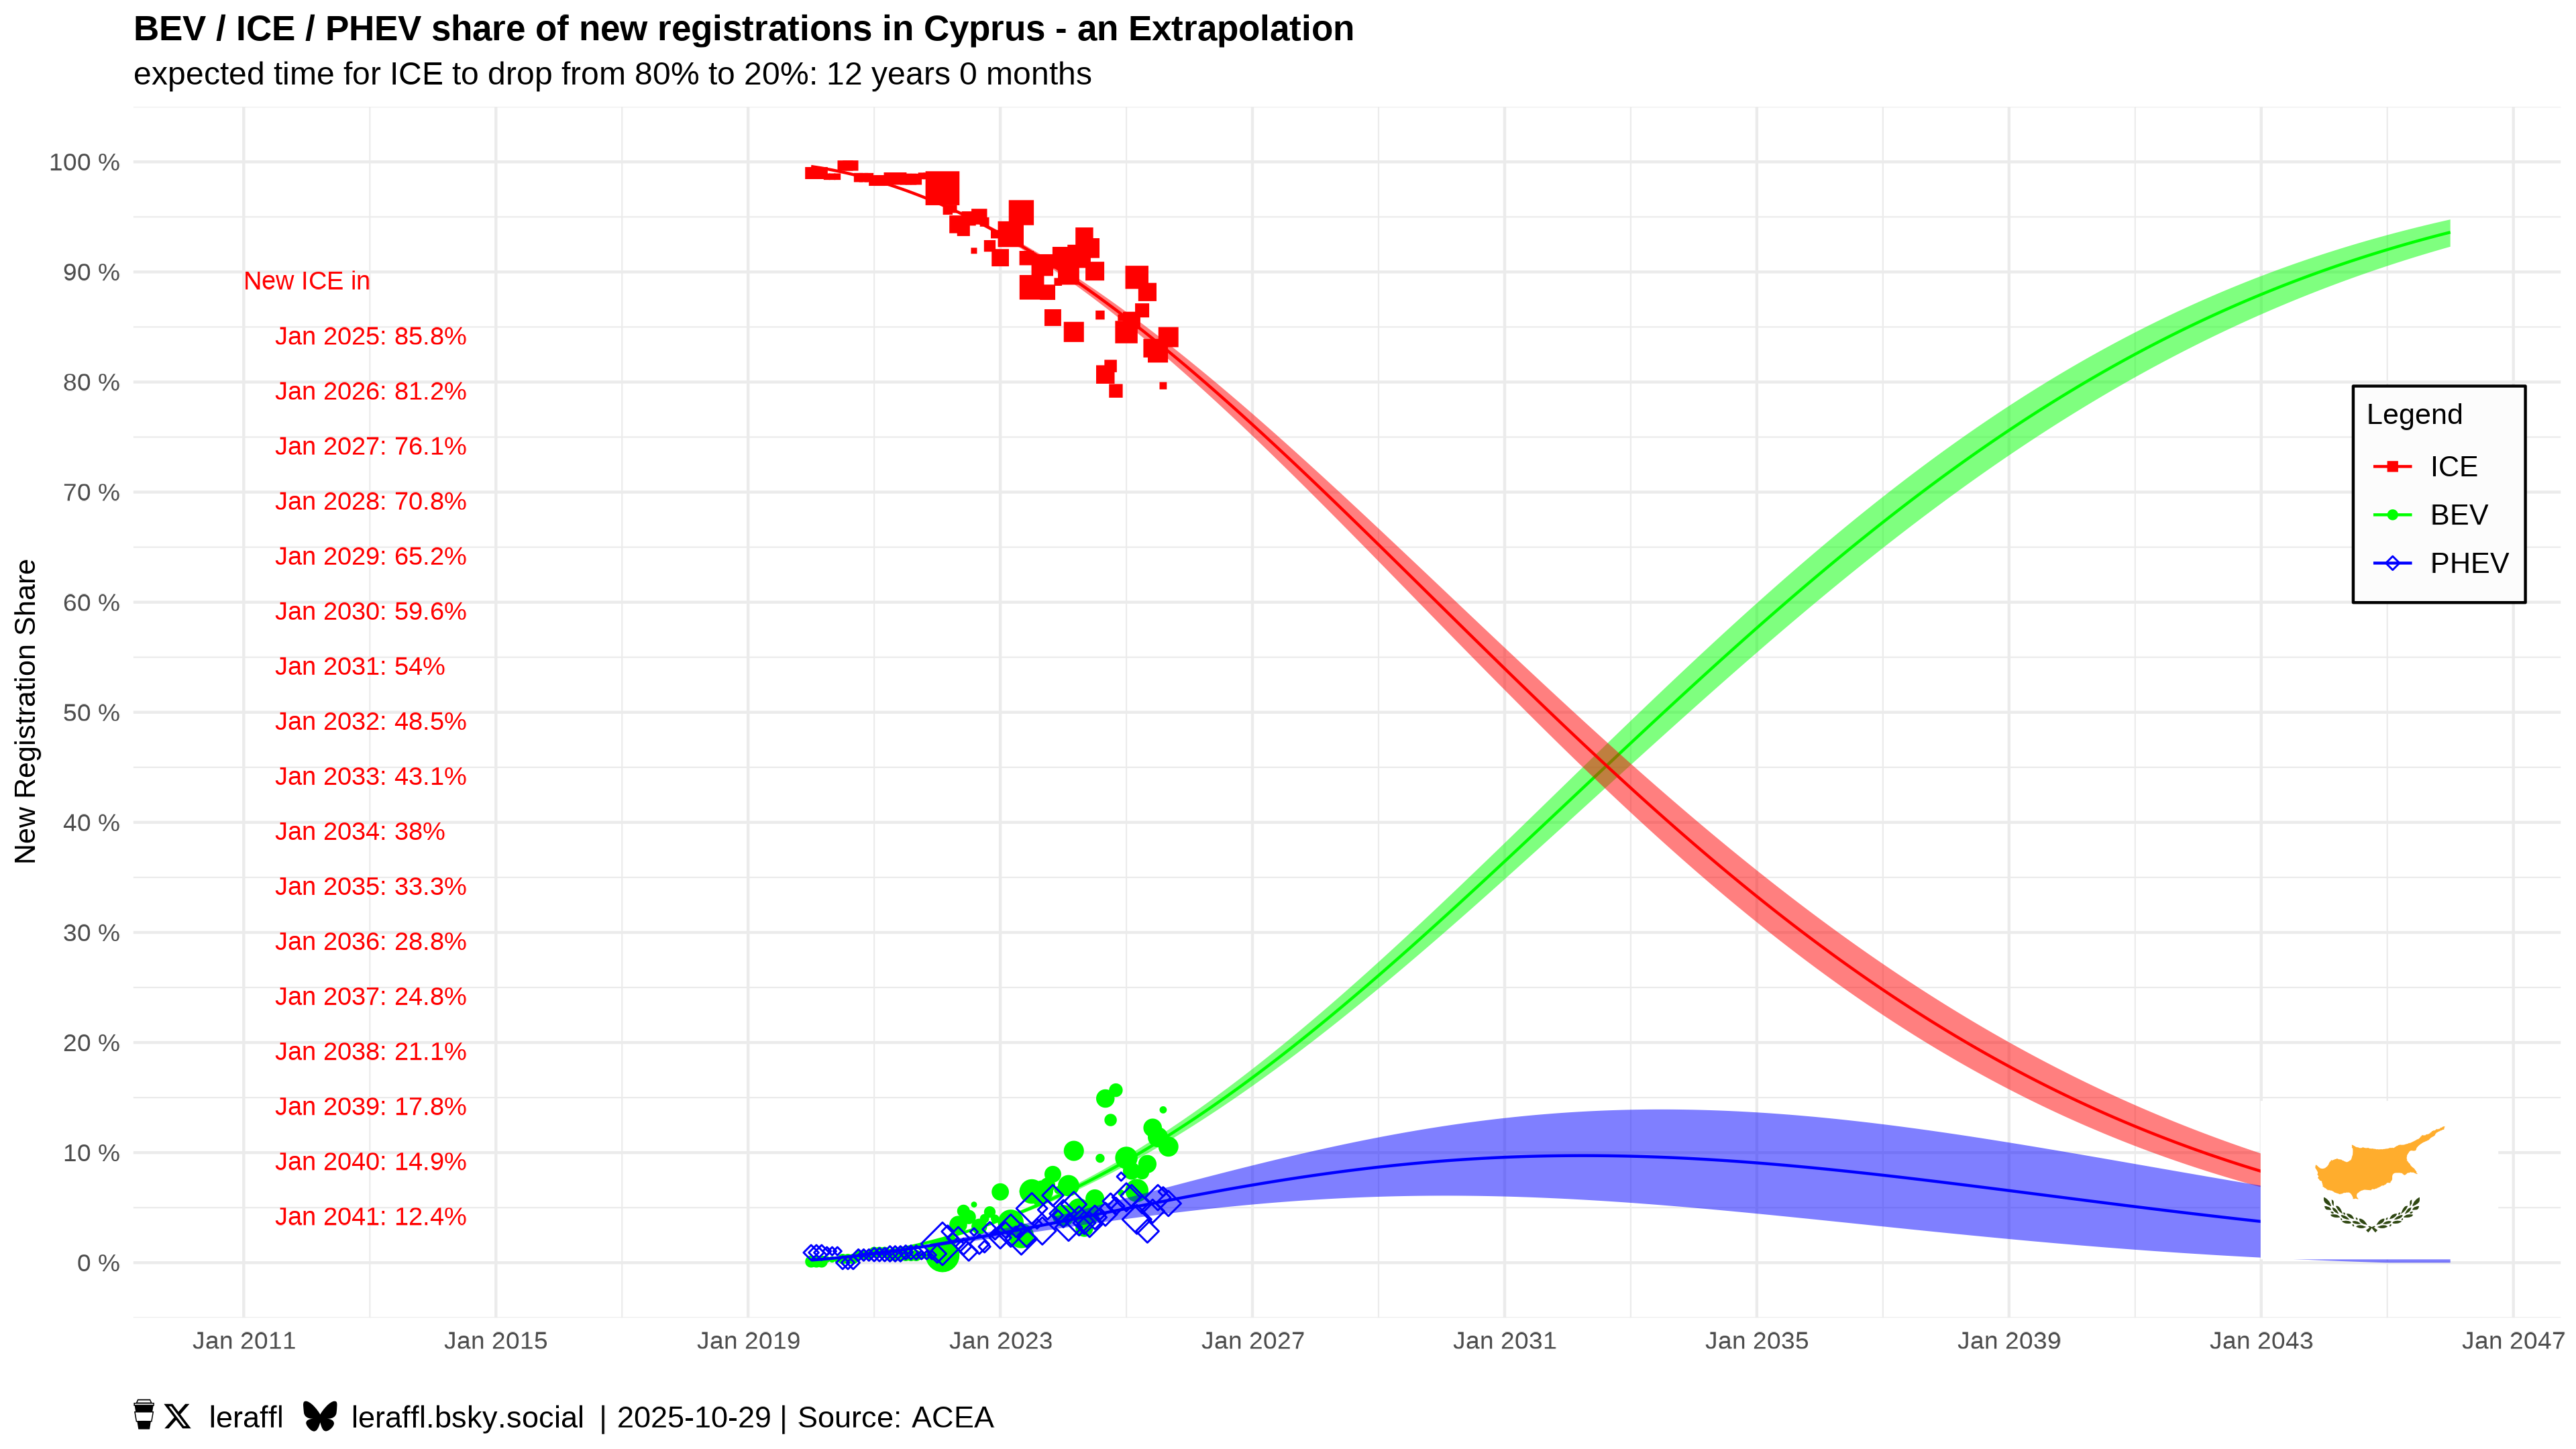 BEV / ICE / PHEV share of new registrations in Cyprus - an Extrapolation
expected time for ICE to drop from 80% to 20%: 12 years 0 months
New Registration Share
100 %
90 %
80 %
70 %
60 %
50 %
40 %
30 %
20 %
10 %
0 %
New ICE in
Jan 2025: 85.8%
Jan 2026: 81.2%
Jan 2027: 76.1%
Jan 2028: 70.8%
Jan 2029: 65.2%
Jan 2030: 59.6%
Jan 2031: 54%
Jan 2032: 48.5%
Jan 2033: 43.1%
Jan 2034: 38%
Jan 2035: 33.3%
Jan 2036: 28.8%
Jan 2037: 24.8%
Jan 2038: 21.1%
Jan 2039: 17.8%
Jan 2040: 14.9%
Jan 2041: 12.4%
Legend
ICE
BEV
PHEV
Jan 2011 Jan 2015 Jan 2019 Jan 2023 Jan 2027 Jan 2031 Jan 2035 Jan 2039 Jan 2043 Jan 2047
leraffl leraffl.bsky.social | 2025-10-29 | Source: ACEA